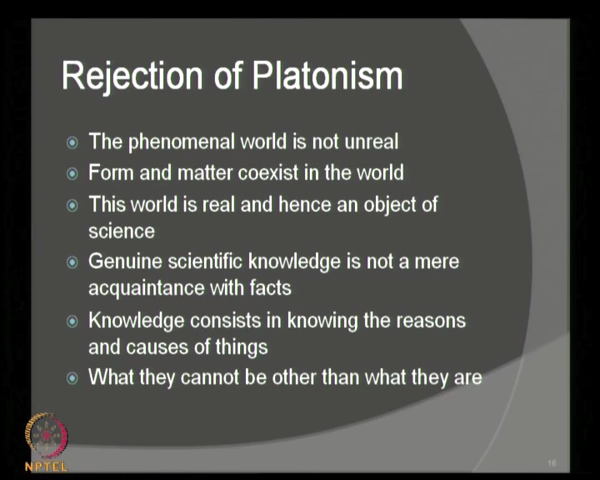 Rejection of Platonism
The phenomenal world is not unreal
Form and matter coexist in the world
This world is real and hence an object of
science
Genuine scientific knowledge is not a mere
acquaintance with facts
Knowledge consists in knowing the reasons
and causes of things
What they cannot be other than what they are
NPTEL
16